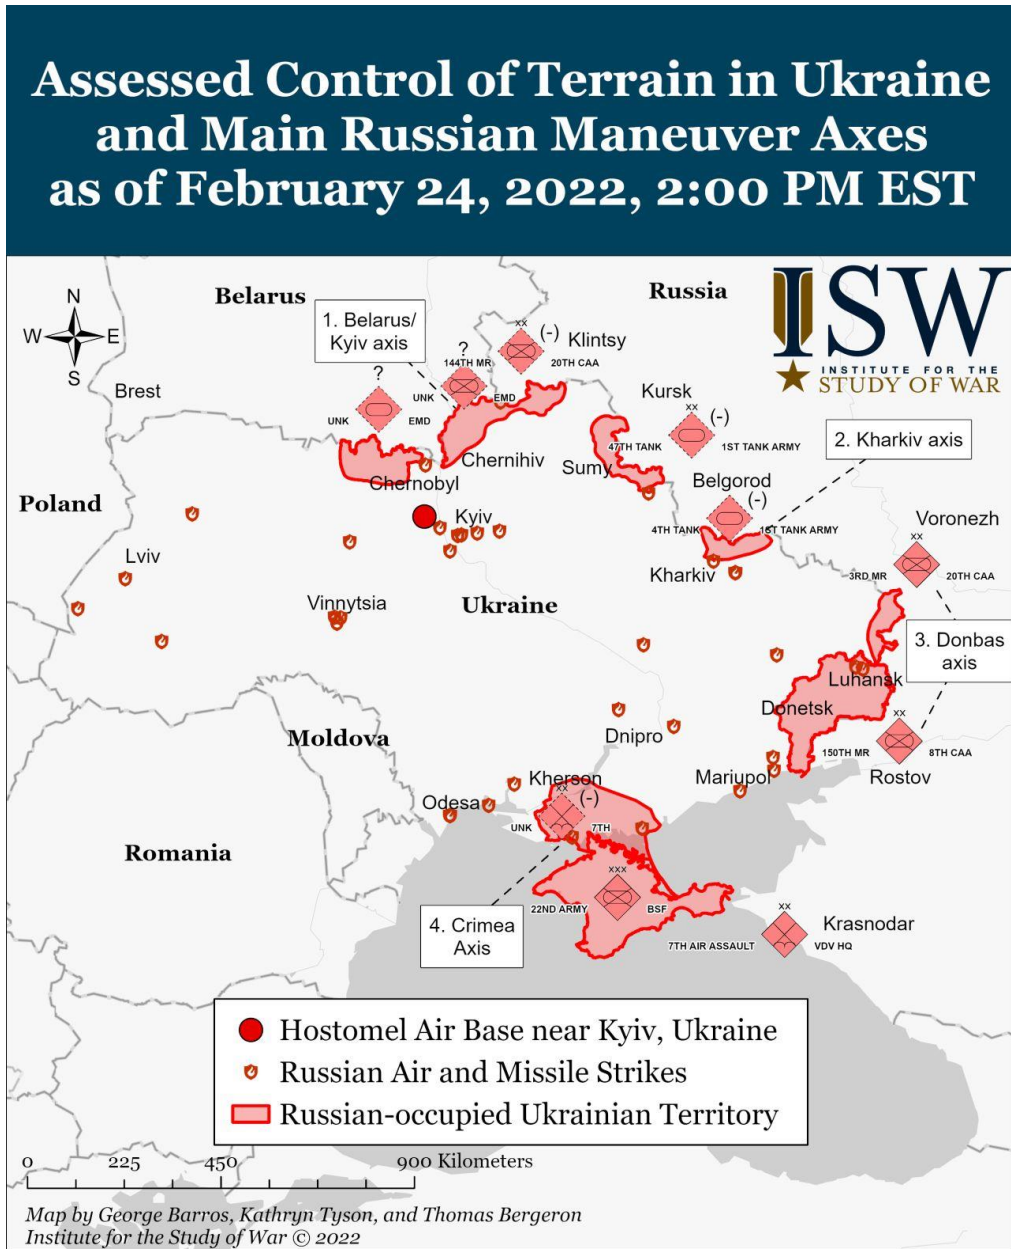 Assessed Control of Terrain in Ukraine
and Main Russian Maneuver Axes
as of February 24, 2022, 2:00 PM EST
N
W E
S
Belarus
Russia
ISW
INSTITUTE FOR THE
STUDY OF WAR
1. Belarus/
Kyiv axis
xx
(-)
Klintsy
?
144TH MR
20TH CAA
?
UNK
EMD
Brest
UNK
EMD
Kursk
xx
(-)
47TH TANK
1ST TANK ARMY
2. Kharkiv axis
Chernihiv
Sumy
Chernobyl
Belgorod
xx
(-)
4TH TANK
1ST TANK ARMY
Poland
Kyiv
Voronezh
xx
3RD MR
20TH CAA
Lviv
Kharkiv
Vinnytsia
Ukraine
3. Donbas
axis
Luhansk
Donetsk
xx
150TH MR
8TH CAA
Rostov
Moldova
Dnipro
Mariupol
Kherson
xx
(-)
UNK
7TH
Odesa
Romania
xxx
22ND ARMY
BSF
4. Crimea
Axis
xx
Krasnodar
7TH AIR ASSAULT
VDV HQ
Hostomel Air Base near Kyiv, Ukraine
Russian Air and Missile Strikes
Russian-occupied Ukrainian Territory
0 225 450 900 Kilometers
Map by George Barros, Kathryn Tyson, and Thomas Bergeron
Institute for the Study of War © 2022